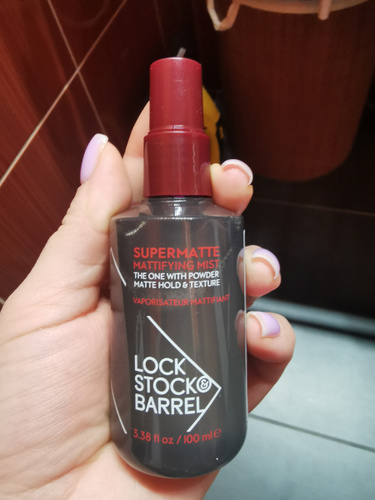 SUPERMATTE
MATTIFYING MIST
THE ONE WITH POWDER
MATTE HOLD & TEXTURE
VAPORISATEUR MATTIFIANT
LOCK
STOCK &
BARREL
3.38 fl oz / 100 ml e